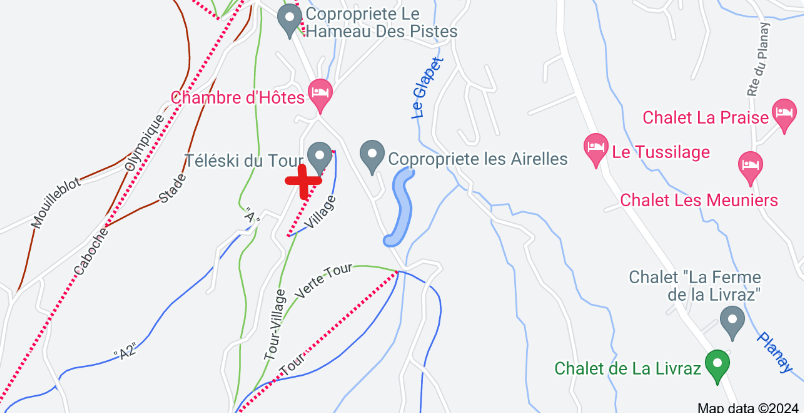 Copropriete Le
Hameau Des Pistes
Le Glapet
Rte du Planay
Chambre d'Hôtes
Chalet La Praise
Olympique
Téléski du Tour
Copropriete les Airelles
Le Tussilage
Mouilleblot
Stade
Chalet Les Meuniers
"A"
Village
Caboche
Verte Tour
Chalet "La Ferme
de la Livraz"
Tour-Village
"A2"
Tour
Planay
Chalet de La Livraz
Map data ©2024